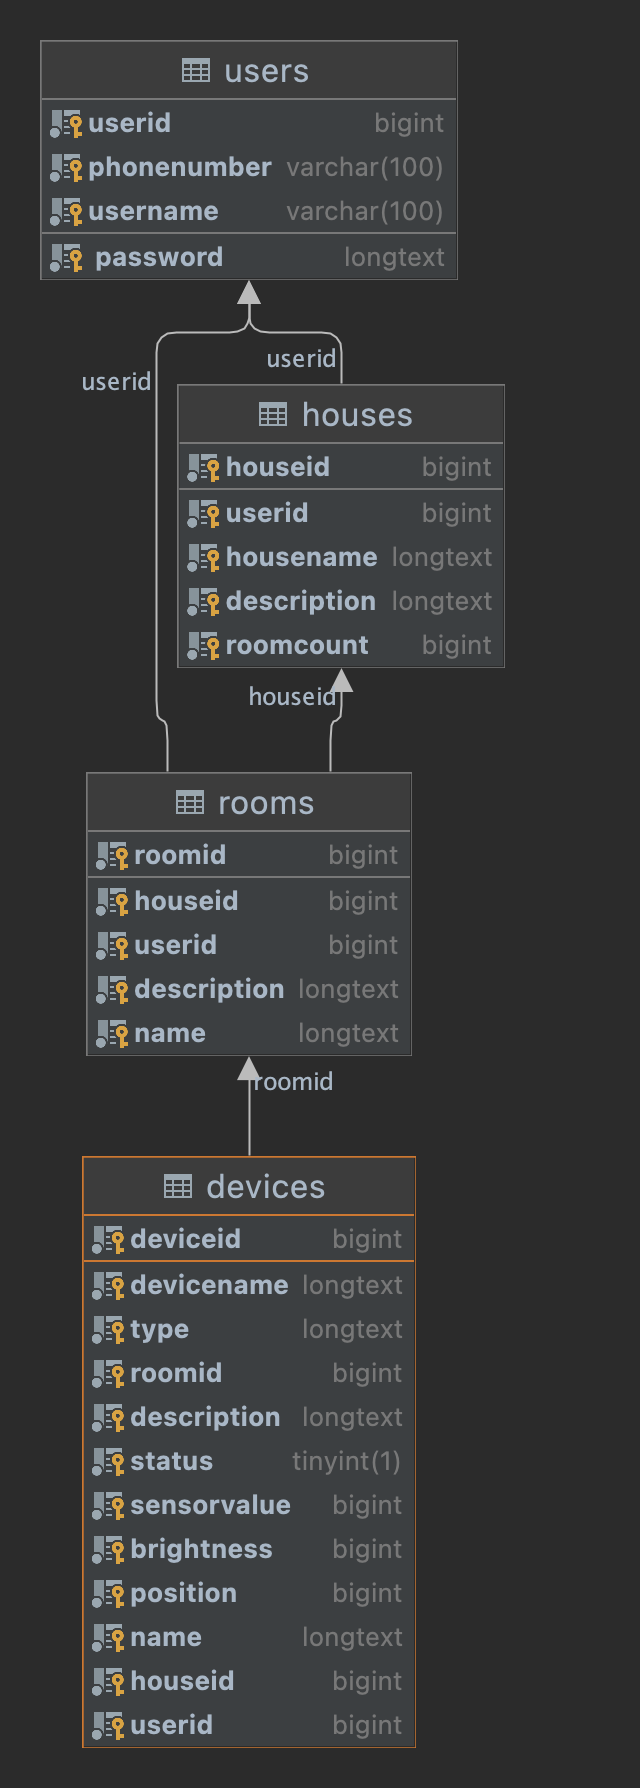 users
userid bigint
phonenumber varchar(100)
username varchar(100)
password longtext
userid
userid
houses
houseid bigint
userid bigint
housename longtext
description longtext
roomcount bigint
houseid
rooms
roomid bigint
houseid bigint
userid bigint
description longtext
name longtext
roomid
devices
deviceid bigint
devicename longtext
type longtext
roomid bigint
description longtext
status tinyint(1)
sensorvalue bigint
brightness bigint
position bigint
name longtext
houseid bigint
userid bigint